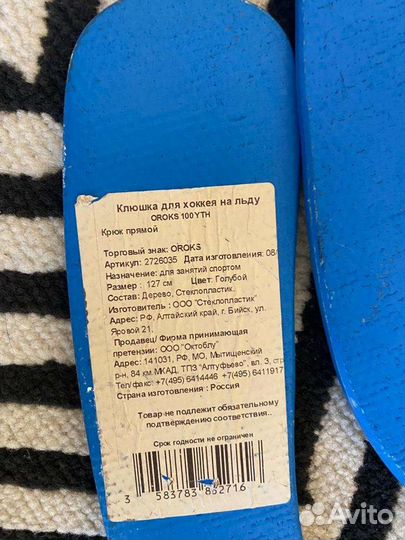 Клюшка для хоккея на льду
OROKS 100 YTH
Крюк прямой
Торговый знак: OROKS
Артикул: 2726035 Дата изготовления: 08/
Назначение: для занятий спортом
Размер : 127 см Цвет: Голубой
Состав: Дерево, Стеклопластик.
Изготовитель : ООО "Стеклопластик"
Адрес: РФ, Алтайский край, г. Бийск, ул.
Яровой 21.
Продавец/ Фирма принимающая
претензии: ООО "Октоблу"
Адрес: 141031, РФ, МО, Мытищенский
р-н, 84 км.МКАД, ТПЗ "Алтуфьево", вл. 3, стр
Тел/ факс: +7(495) 6414446 +7(495) 6411917
Страна изготовления : Россия
Товар не подлежит обязательному
подтверждению соответствия..
Срок годности не ограничен
3 583783 862716
Avito